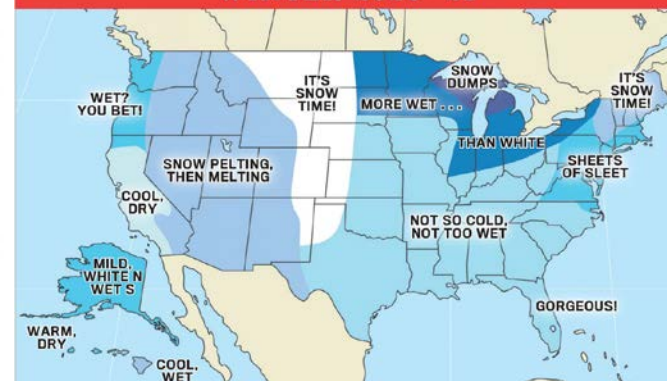 WET?
YOU BET!
IT'S
SNOW
TIME!
SNOW
DUMPS
MORE WET . . .
THAN WHITE
IT'S
SNOW
TIME!
SNOW PELTING,
THEN MELTING
SHEETS
OF SLEET
COOL,
DRY
NOT SO COLD,
NOT TOO WET
MILD,
WHITE N
WET S
GORGEOUS!
WARM,
DRY
COOL,
WET